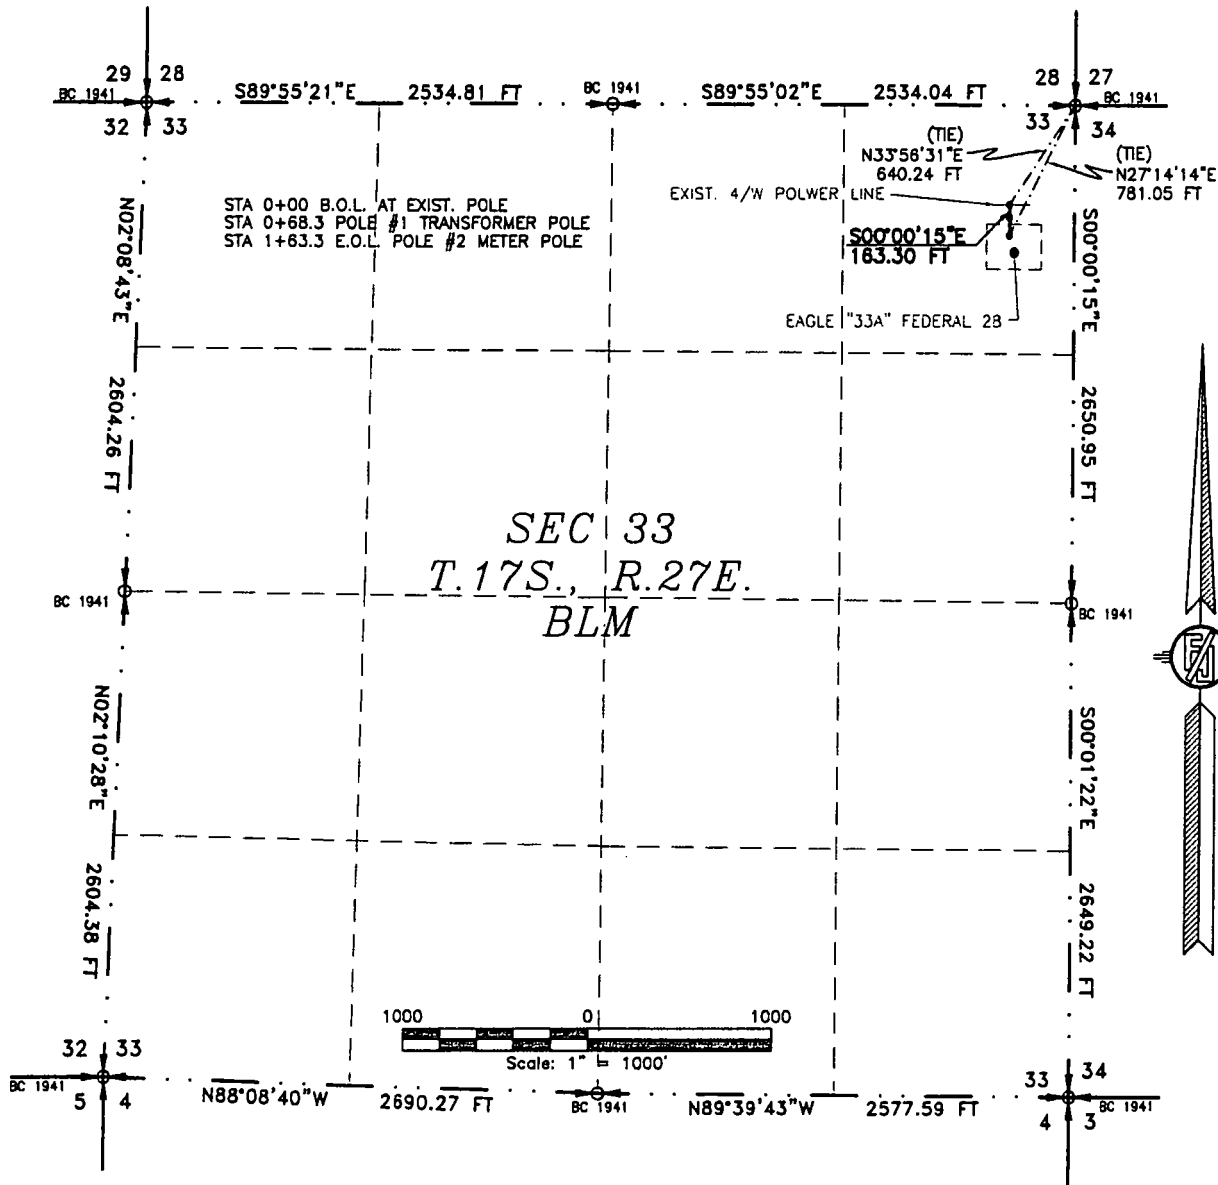 29 28
BC 1941
32 33
S89°55'21"E 2534.81 FT
BC 1941
S89°55'02"E 2534.04 FT
28 27
BC 1941
33 34
(TIE)
N33°56'31"E
640.24 FT
(TIE)
N27°14'14"E
781.05 FT
EXIST. 4/W POLWER LINE
STA 0+00 B.O.L. AT EXIST. POLE
STA 0+68.3 POLE #1 TRANSFORMER POLE
STA 1+63.3 E.O.L. POLE #2 METER POLE
S00°00'15"E
163.30 FT
EAGLE "33A" FEDERAL 28
N02°08'43"E
2604.26 FT
S00°00'15"E
2650.95 FT
SEC 33
T.17S., R.27E.
BLM
BC 1941
BC 1941
N02°10'28"E
2604.38 FT
S00°01'22"E
2649.22 FT
1000 0 1000
Scale: 1" = 1000'
32 33
BC 1941
5 4
N88°08'40"W 2690.27 FT
BC 1941
N89°39'43"W 2577.59 FT
33 34
BC 1941
4 3